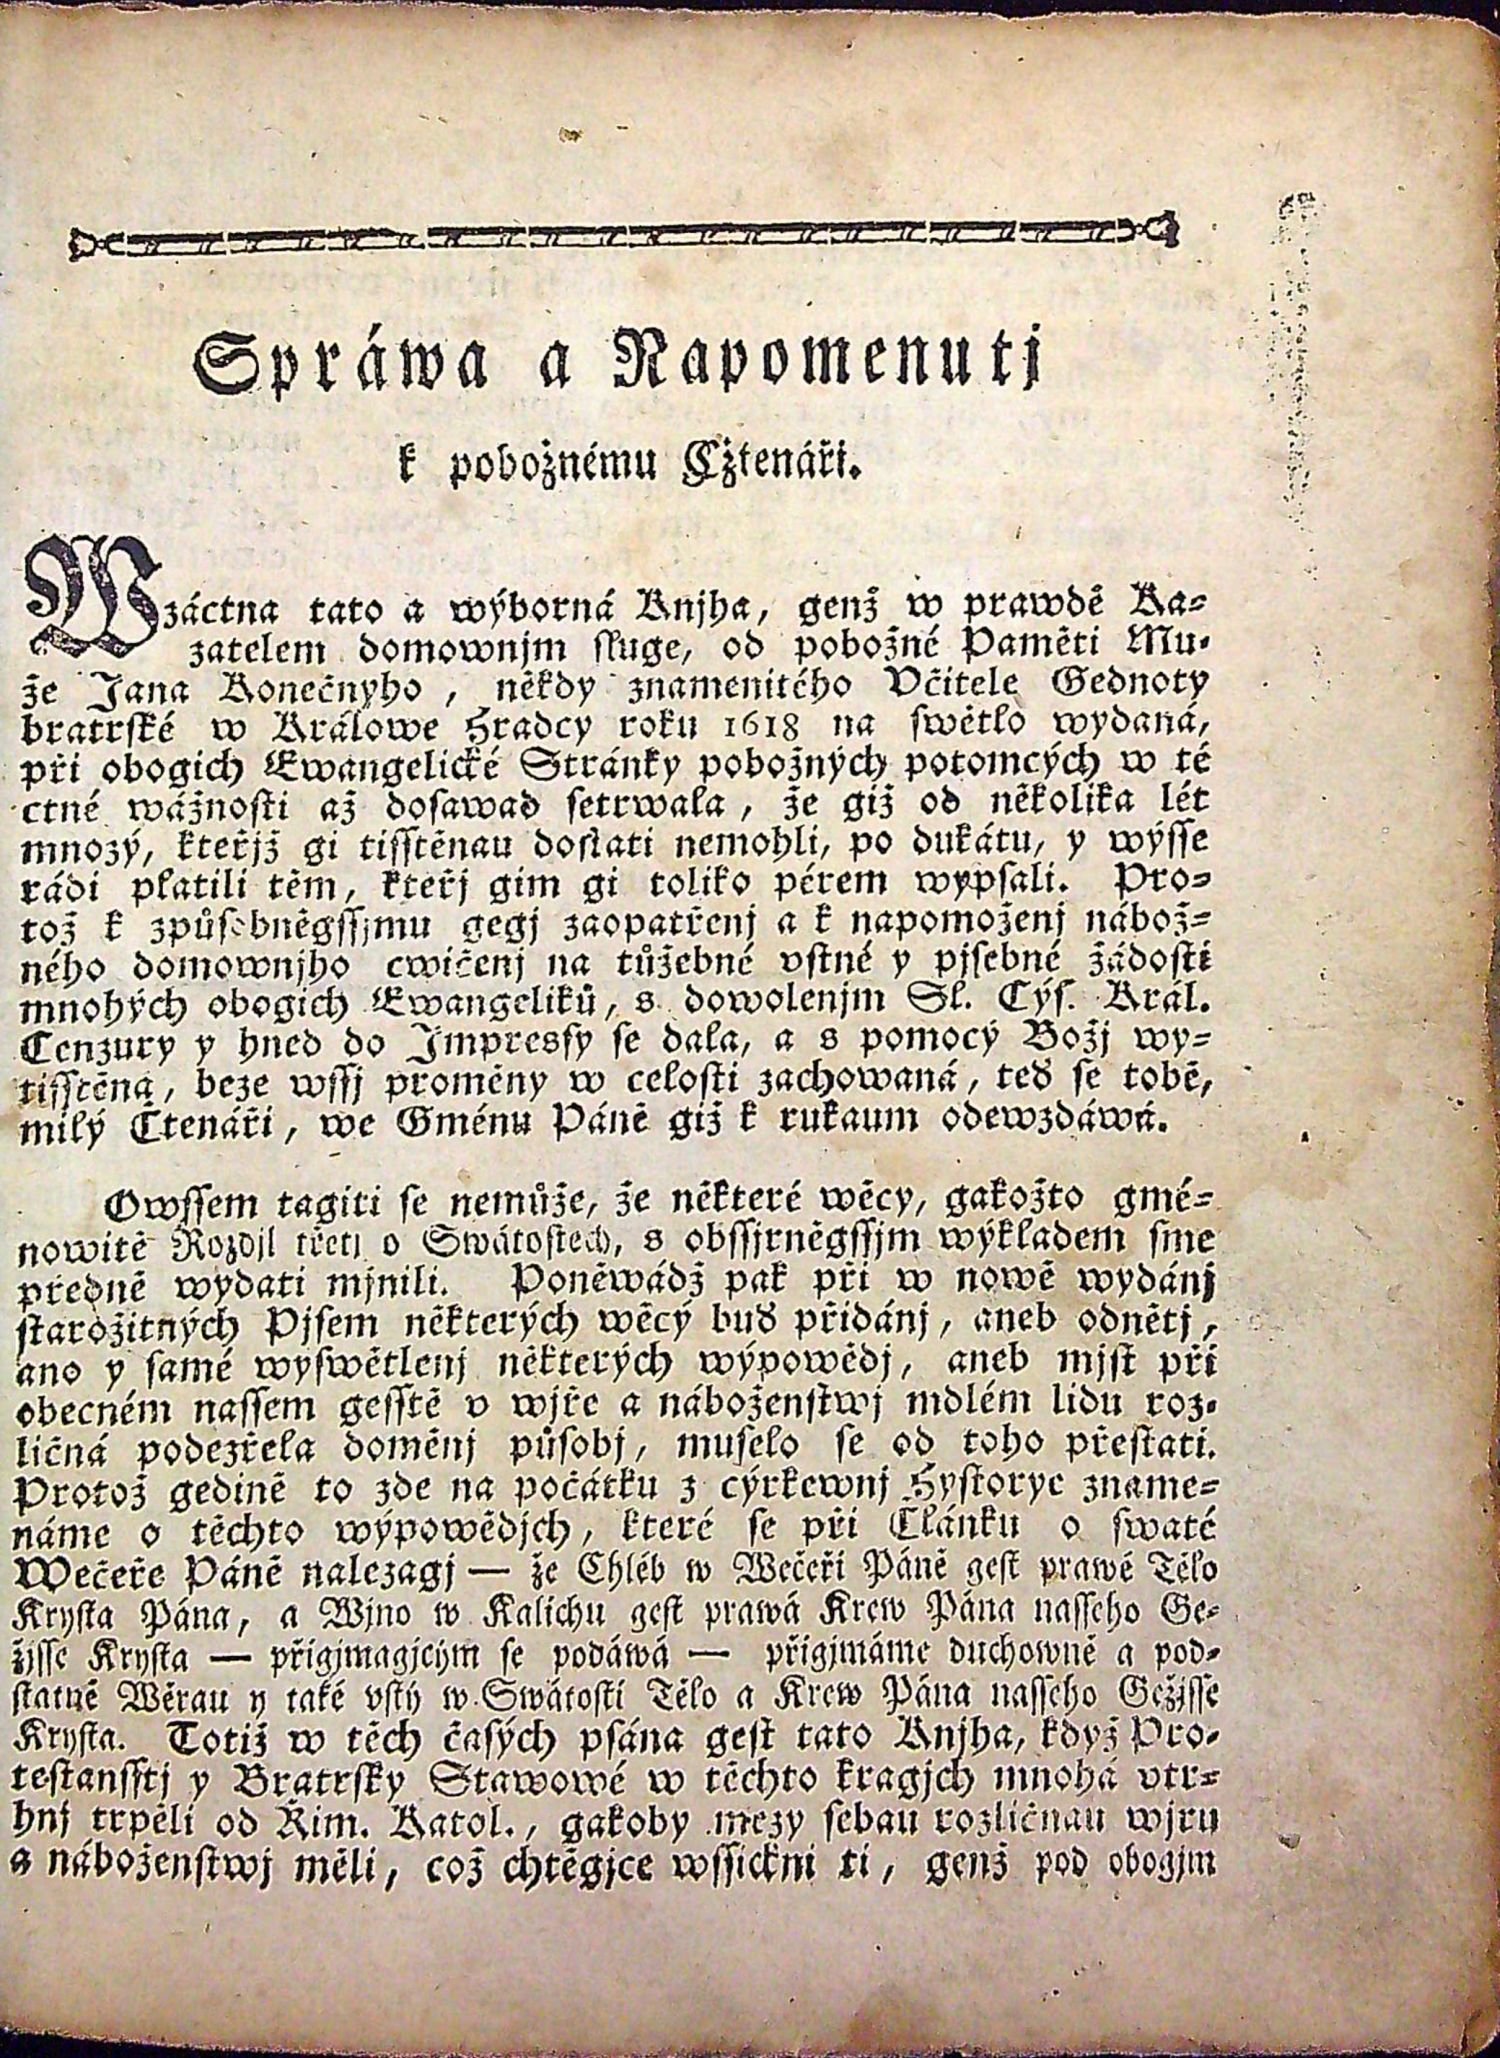 Spráwa a Napomenutj
k pobožnému Cžtenáři.
Wzáctna tato a wýborná Knjha, genž w prawdě Ka-
zatelem domownjm sluge, od pobožné Paměti Mu-
že Jana Konečnyho, někdy znamenitého Včitele Gednoty
bratrské w Králowe Hradcy roku 1618 na swětlo wydaná,
při obogich Ewangelické Stránky pobožných potomcých w té
ctné wážnosti až dosawad setrwala, že giž od několika lét
mnozý, kteřjž gi tisstěnau dostati nemohli, po dukátu, y wýsse
rádi platili těm, kteřj gim gi toliko pérem wypsali. Pro-
tož k způsebněgssjmu gegj zaopatřenj a k napomoženj nábož-
ného domownjho cwičenj na tůžebné vstné y pjsebné žádosti
mnohých obogich Ewangeliků, s dowolenjm Sl. Cýs. Král.
Cenzury y hned do Jmpressy se dala, a s pomocý Božj wy-
tisstěna, beze wssj proměny w celosti zachowaná, teď se tobě,
milý Ctenáři, we Gménu Páně giž k rukaum odewzdáwá.
Owssem tagiti se nemůže, že některé wěcy, gakožto gmé-
nowitě Rozdjl třetj o Swátostech, s obssjrněgssjm wýkladem sme
předně wydati mjnili. Poněwádž pak při w nowě wydánj
starožitných Pjsem některých wěcý buď přidánj, aneb odnětj,
ano y samé wyswětlenj některých wýpowědj, aneb mjst při
obecném nassem gesstě v wjře a náboženstwj mdlém lidu roz-
ličná podezřela doměnj působj, muselo se od toho přestati.
Protož gedině to zde na počátku z cýrkewnj Hystorye zname-
náme o těchto wýpowědjch, které se při Článku o swaté
Wečeře Páně nalezagj — že Chléb w Wečeři Páně gest prawé Tělo
Krysta Pána, a Wjno w Kalichu gest prawá Krew Pána nasseho Ge-
žjsse Krysta — přigjmagjcým se podáwá — přigjmáme duchowně a pod-
statně Wěrau y také vsty w Swátosti Tělo a Krew Pána nasseho Gežjsse
Krysta. Totiž w těch časých psána gest tato Knjha, když Pro-
testansstj y Bratrsky Stawowé w těchto kragjch mnohá vtr-
hnj trpěli od Řim. Katol., gakoby mezy sebau rozličnau wjru
a náboženstwj měli, což chtěgjce wssickni ti, genž pod obogjm